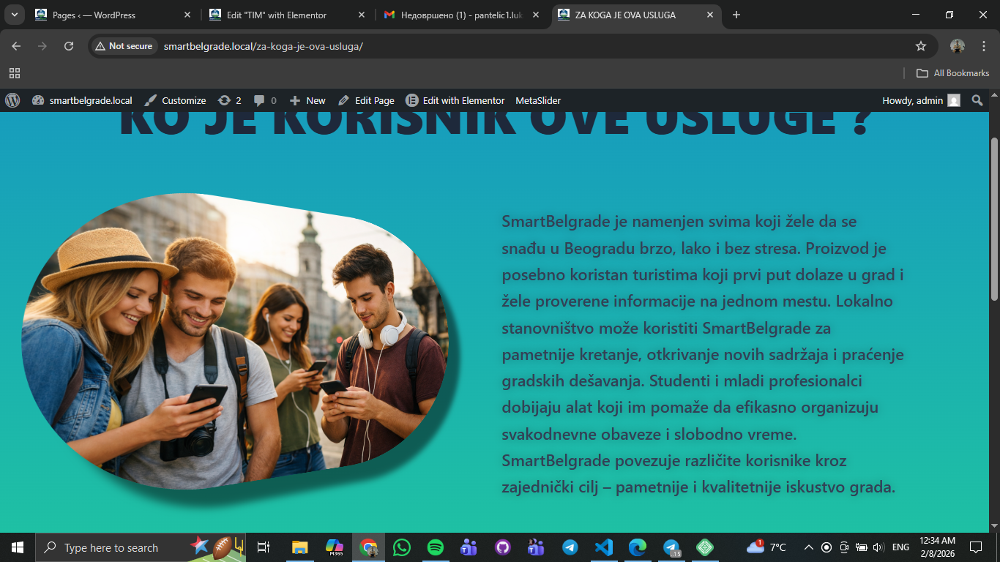 Pages ‹ — WordPress
Edit "TIM" with Elementor
Недовршено (1) - pantelic1.luk
ZA KOGA JE OVA USLUGA
Not secure
smartbelgrade.local/za-koga-je-ova-usluga/
All Bookmarks
smartbelgrade.local
Customize
2
0
New
Edit Page
Edit with Elementor
MetaSlider
Howdy, admin
KO JE KORISNIK OVE USLUGE ?
SmartBelgrade je namenjen svima koji žele da se
snađu u Beogradu brzo, lako i bez stresa. Proizvod je
posebno koristan turistima koji prvi put dolaze u grad i
žele proverene informacije na jednom mestu. Lokalno
stanovništvo može koristiti SmartBelgrade za
pametnije kretanje, otkrivanje novih sadržaja i praćenje
gradskih dešavanja. Studenti i mladi profesionalci
dobijaju alat koji im pomaže da efikasno organizuju
svakodnevne obaveze i slobodno vreme.
SmartBelgrade povezuje različite korisnike kroz
zajednički cilj – pametnije i kvalitetnije iskustvo grada.
Type here to search
M365
15
1
7°C
ENG
12:34 AM
2/8/2026